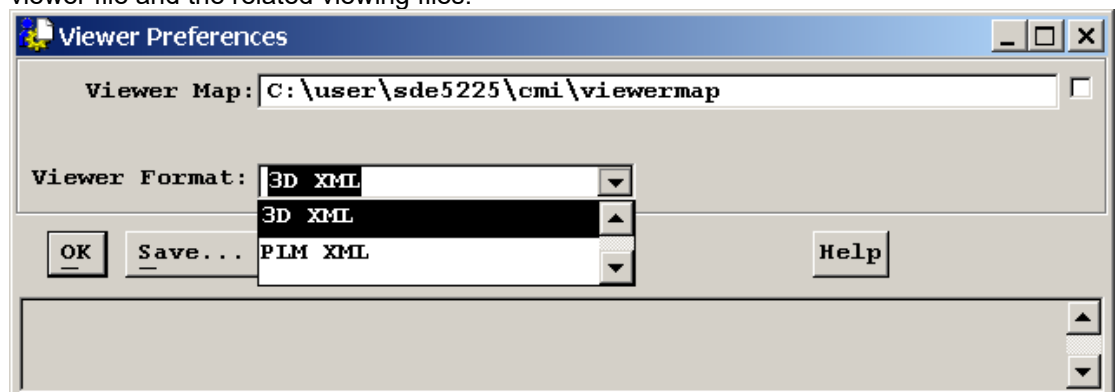 viewer file and the related viewing files.
Viewer Preferences
Viewer Map: C:\user\sde5225\cmi\viewermap
Viewer Format: 3D XML
3D XML
PLM XML
OK Save... Help